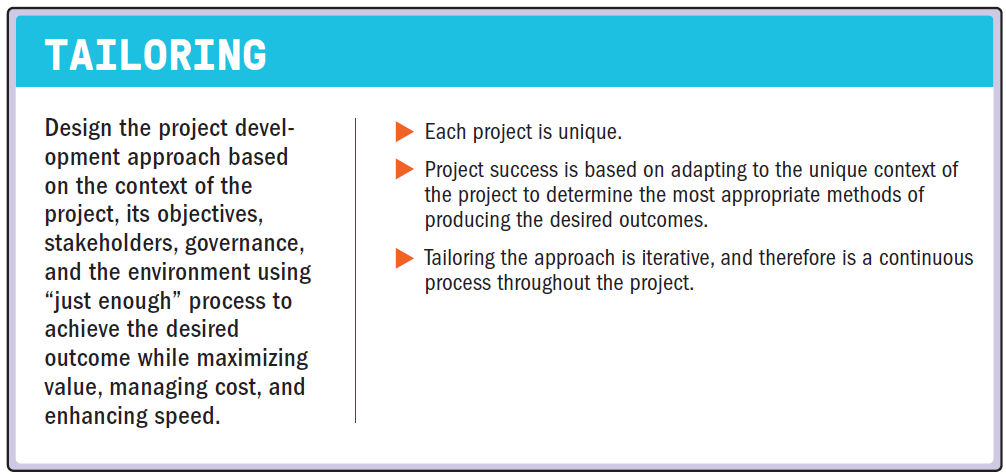 TAILORING
Design the project devel-
opment approach based
on the context of the
project, its objectives,
stakeholders, governance,
and the environment using
“just enough” process to
achieve the desired
outcome while maximizing
value, managing cost, and
enhancing speed.
Each project is unique.
Project success is based on adapting to the unique context of
the project to determine the most appropriate methods of
producing the desired outcomes.
Tailoring the approach is iterative, and therefore is a continuous
process throughout the project.